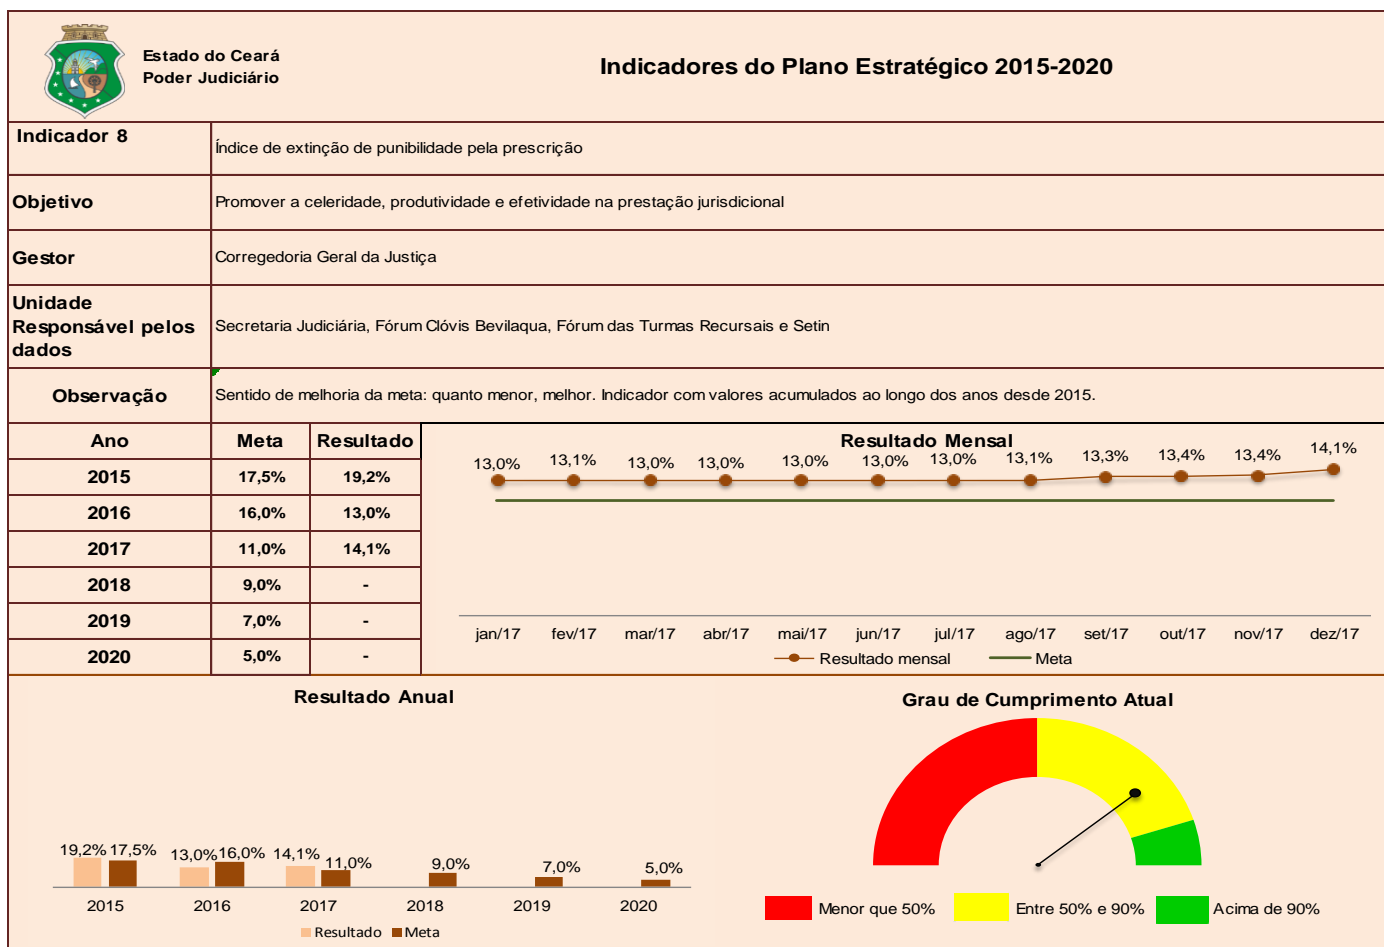 Estado do Ceará
Poder Judiciário
Indicadores do Plano Estratégico 2015-2020
Indicador 8
Índice de extinção de punibilidade pela prescrição
Objetivo
Promover a celeridade, produtividade e efetividade na prestação jurisdicional
Gestor
Corregedoria Geral da Justiça
Unidade
Responsável pelos
dados
Secretaria Judiciária, Fórum Clóvis Bevilaqua, Fórum das Turmas Recursais e Setin
Observação
Sentido de melhoria da meta: quanto menor, melhor. Indicador com valores acumulados ao longo dos anos desde 2015.
Ano Meta Resultado
2015 17,5% 19,2%
2016 16,0% 13,0%
2017 11,0% 14,1%
2018 9,0% -
2019 7,0% -
2020 5,0% -
Resultado Mensal
13,0% 13,1% 13,0% 13,0% 13,0% 13,0% 13,0% 13,1% 13,3% 13,4% 13,4% 14,1%
jan/17 fev/17 mar/17 abr/17 mai/17 jun/17 jul/17 ago/17 set/17 out/17 nov/17 dez/17
Resultado mensal Meta
Resultado Anual
19,2% 17,5% 13,0% 16,0% 14,1% 11,0% 9,0% 7,0% 5,0%
2015 2016 2017 2018 2019 2020
Resultado Meta
Grau de Cumprimento Atual
Menor que 50% Entre 50% e 90% Acima de 90%